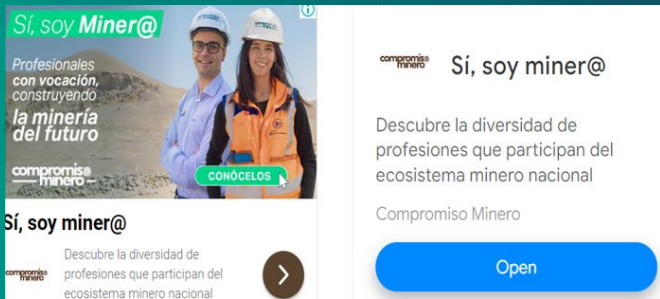 Sí, soy Miner@
Profesionales
con vocación,
construyendo
la minería
del futuro
compromiso
minero
CONÓCELOS
Sí, soy miner@
compromiso
minero
Descubre la diversidad de
profesiones que participan del
ecosistema minero nacional
compromiso
minero
Sí, soy miner@
Descubre la diversidad de
profesiones que participan del
ecosistema minero nacional
Compromiso Minero
Open